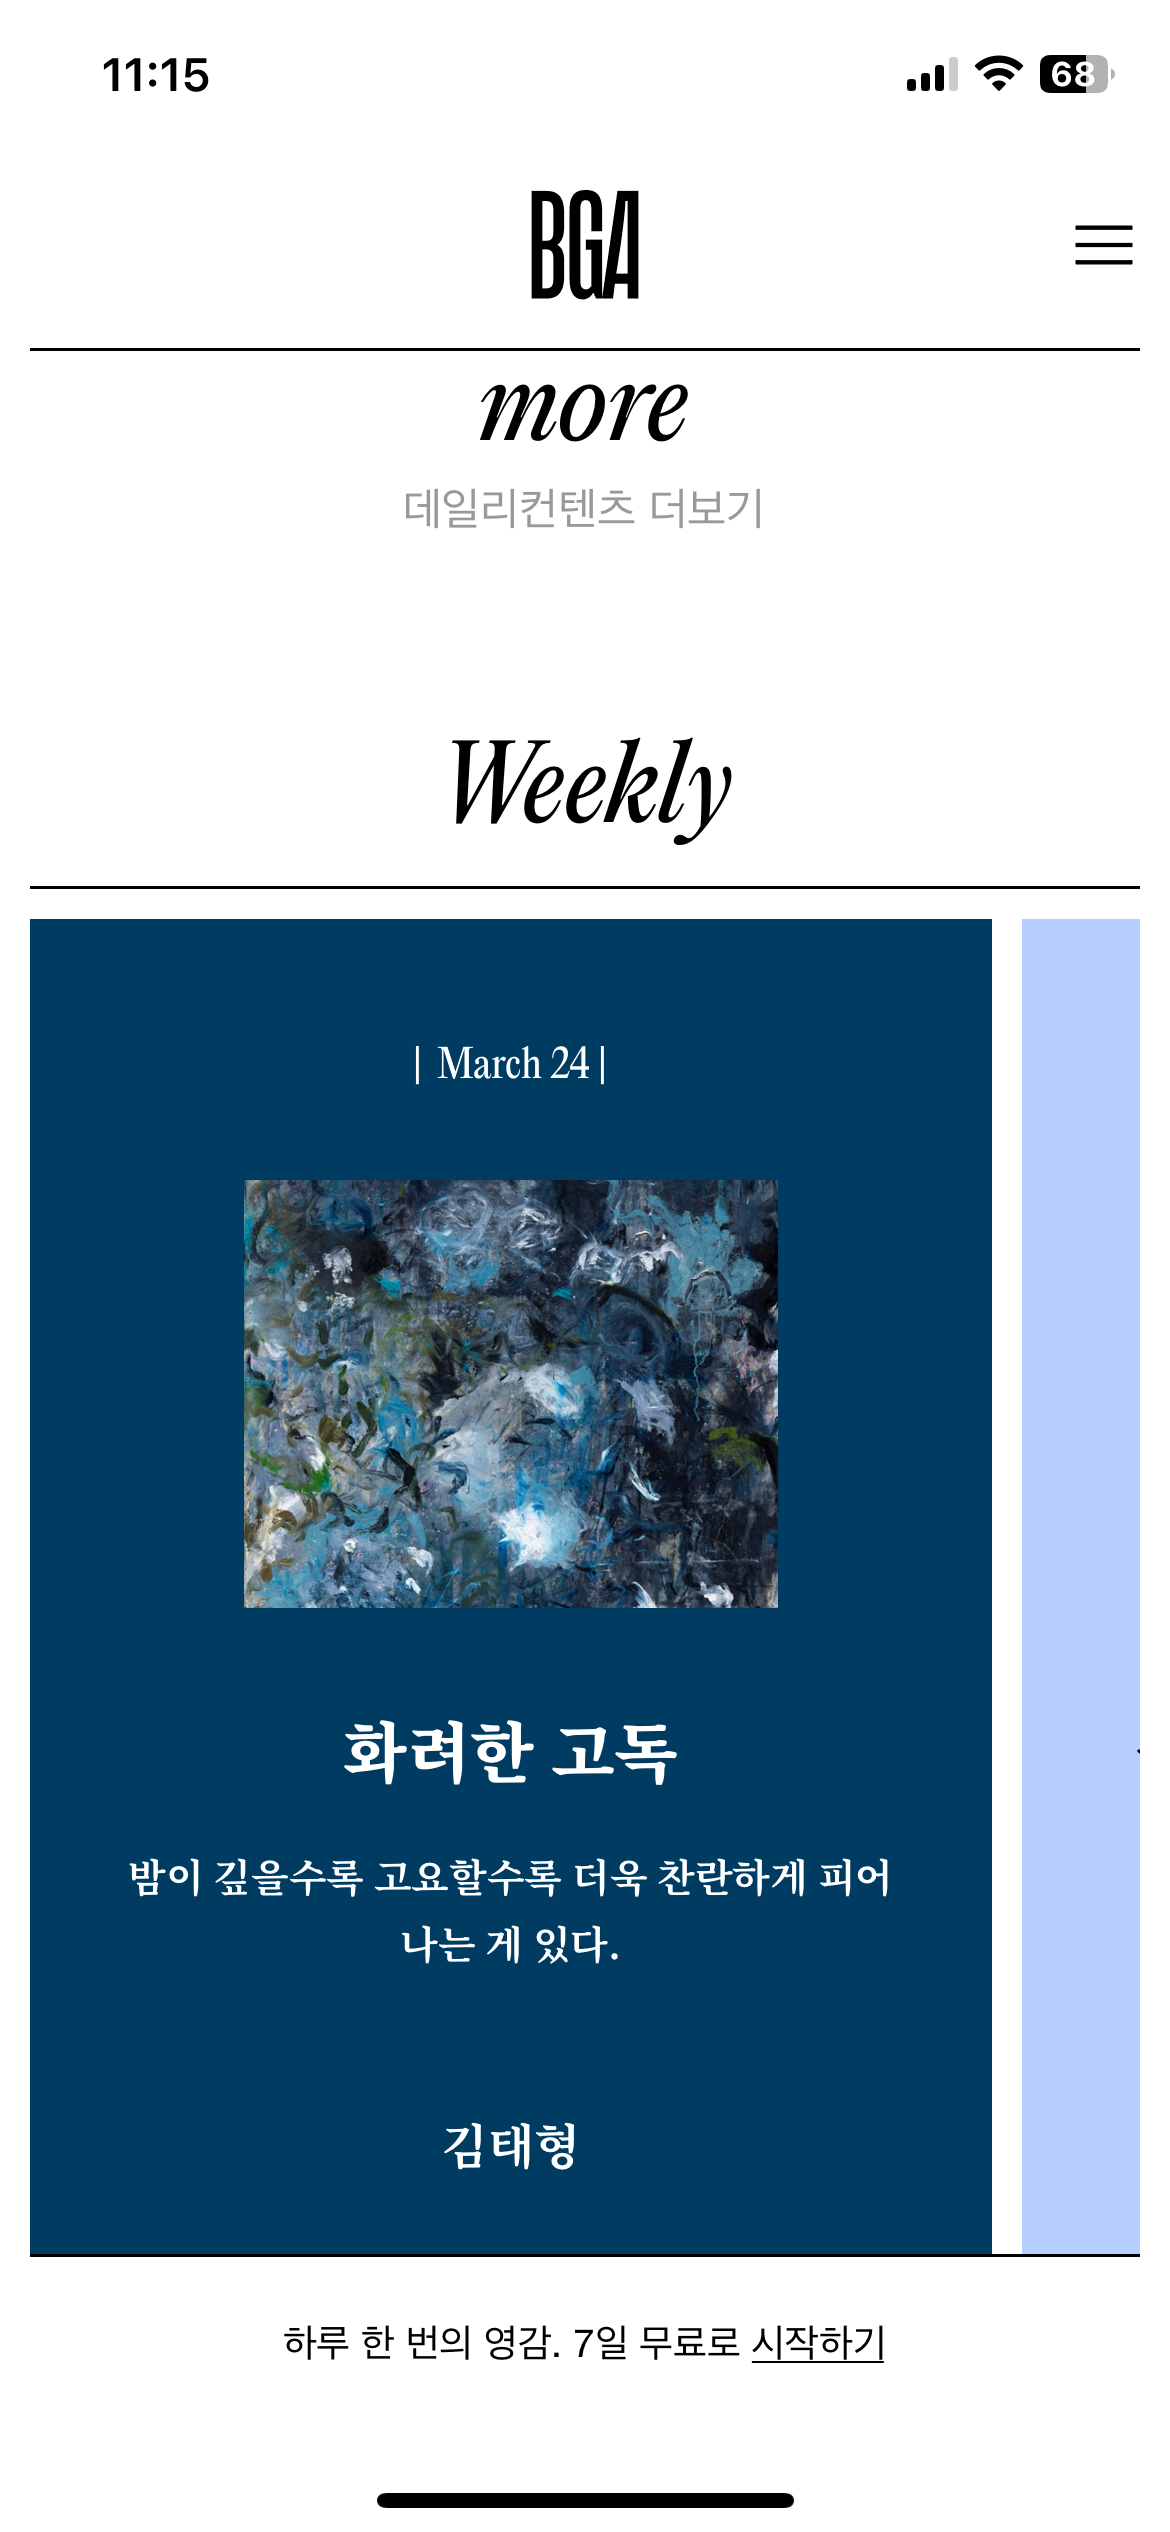 11:15
68
BGA
more
데일리컨텐츠 더보기
Weekly
| March 24 |
화려한 고독
밤이 깊을수록 고요할수록 더욱 찬란하게 피어
나는 게 있다.
김태형
하루 한 번의 영감. 7일 무료로 시작하기